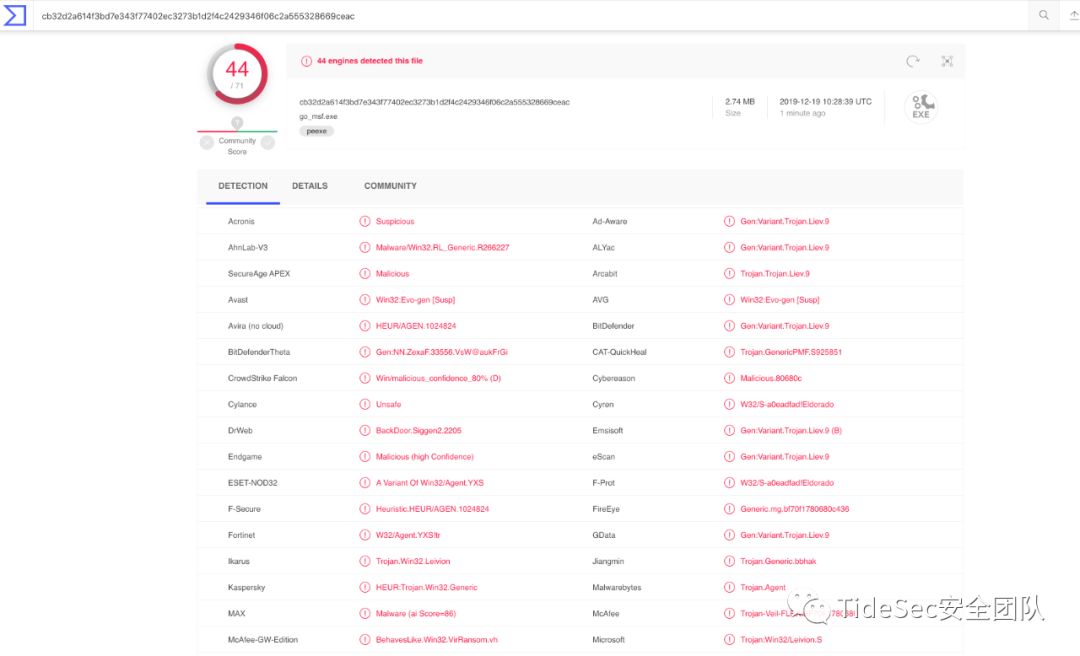 cb32d2a614f3bd7e343f77402ec3273b1d2f4c2429346f06c2a555328669ceac
44
/ 71
44 engines detected this file
cb32d2a614f3bd7e343f77402ec3273b1d2f4c2429346f06c2a555328669ceac
go_msf.exe
peexe
2.74 MB
Size
2019-12-19 10:28:39 UTC
1 minute ago
EXE
?
Community
Score
DETECTION DETAILS COMMUNITY
Acronis Suspicious Ad-Aware Gen:Variant.Trojan.Liev.9
AhnLab-V3 Malware/Win32.RL_Generic.R266227 ALYac Gen:Variant.Trojan.Liev.9
SecureAge APEX Malicious Arcabit Trojan.Trojan.Liev.9
Avast Win32:Evo-gen [Susp] AVG Win32:Evo-gen [Susp]
Avira (no cloud) HEUR/AGEN.1024824 BitDefender Gen:Variant.Trojan.Liev.9
BitDefenderTheta Gen:NN.ZexaF.33556.VsW@aukFrGi CAT-QuickHeal Trojan.GenericPMF.S925851
CrowdStrike Falcon Win/malicious_confidence_80% (D) Cybereason Malicious.80680c
Cylance Unsafe Cyren W32/S-a0eadfad!Eldorado
DrWeb BackDoor.Siggen2.2205 Emsisoft Gen:Variant.Trojan.Liev.9 (B)
Endgame Malicious (high Confidence) eScan Gen:Variant.Trojan.Liev.9
ESET-NOD32 A Variant Of Win32/Agent.YXS F-Prot W32/S-a0eadfad!Eldorado
F-Secure Heuristic.HEUR/AGEN.1024824 FireEye Generic.mg.bf70f1780680c436
Fortinet W32/Agent.YXS!tr GData Gen:Variant.Trojan.Liev.9
Ikarus Trojan.Win32.Leivion Jiangmin Trojan.Generic.bbhak
Kaspersky HEUR:Trojan.Win32.Generic Malwarebytes Trojan.Agent
MAX Malware (ai Score=86) McAfee
McAfee-GW-Edition BehavesLike.Win32.VirRansom.vh Microsoft Trojan:Win32/Leivion.S
TideSec安全团队